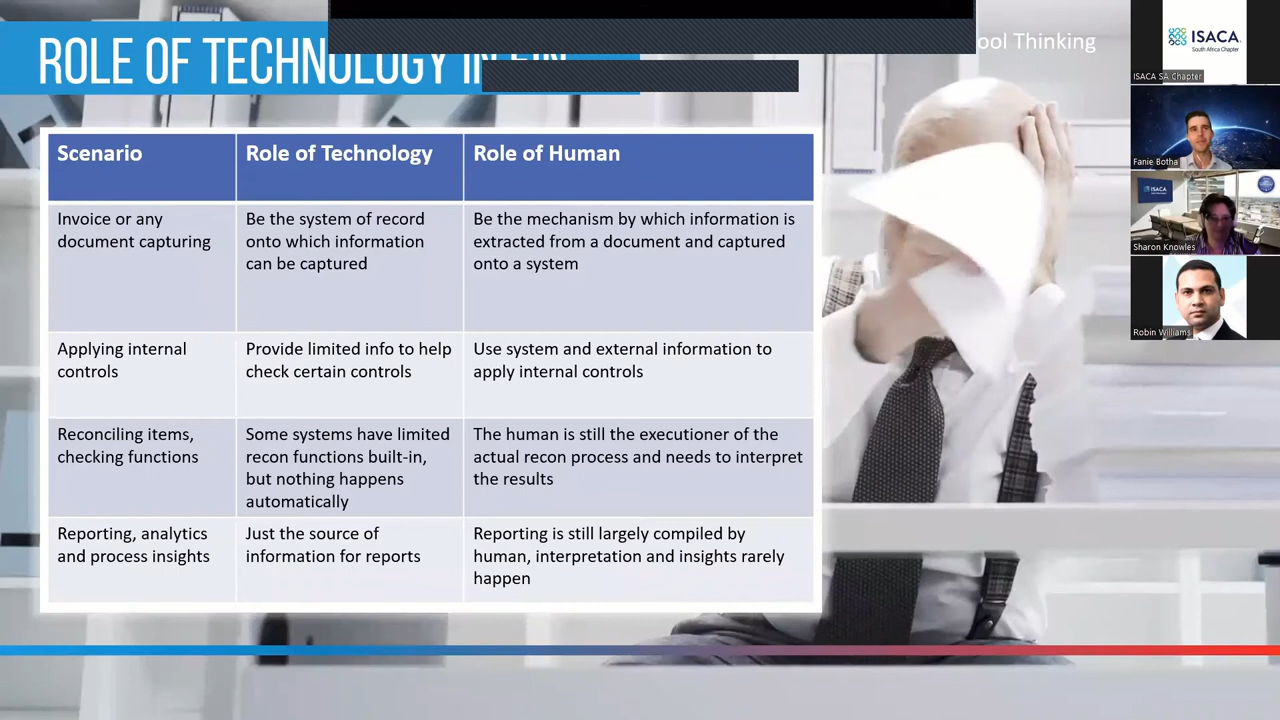 ROLE OF TECHNOLOGY IN
ool Thinking
Scenario
Role of Technology
Role of Human
Invoice or any
document capturing
Be the system of record
onto which information
can be captured
Be the mechanism by which information is
extracted from a document and captured
onto a system
Applying internal
controls
Provide limited info to help
check certain controls
Use system and external information to
apply internal controls
Reconciling items,
checking functions
Some systems have limited
recon functions built-in,
but nothing happens
automatically
The human is still the executioner of the
actual recon process and needs to interpret
the results
Reporting, analytics
and process insights
Just the source of
information for reports
Reporting is still largely compiled by
human, interpretation and insights rarely
happen
ISACA.
South Africa Chapter
ISACA SA Chapter
Fanie Botha
ISACA
Sharon Knowles
Robin Williams